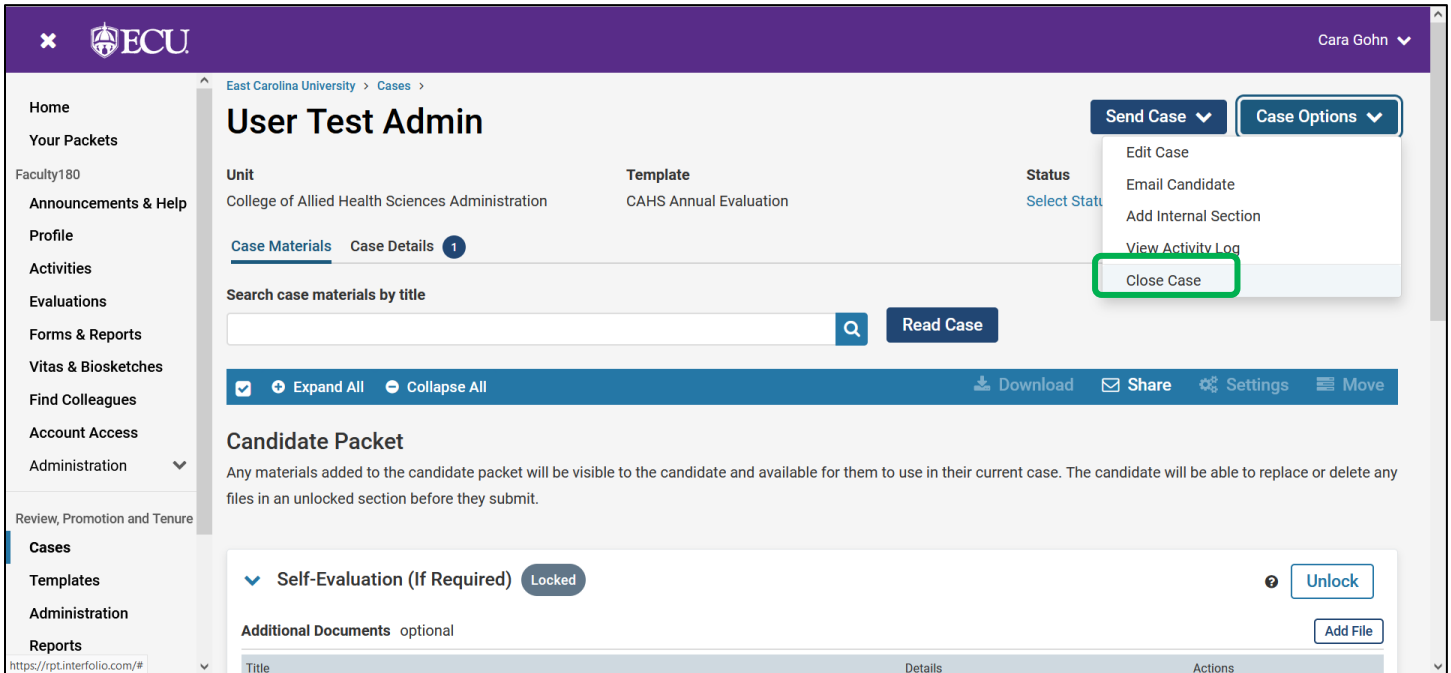 ECU
Cara Gohn
Home
Your Packets
Faculty180
Announcements & Help
Profile
Activities
Evaluations
Forms & Reports
Vitas & Biosketches
Find Colleagues
Account Access
Administration
Review, Promotion and Tenure
Cases
Templates
Administration
Reports
https://rpt.interfolio.com/#
East Carolina University > Cases >
User Test Admin
Send Case
Case Options
Edit Case
Email Candidate
Add Internal Section
View Activity Log
Close Case
Unit
Template
Status
College of Allied Health Sciences Administration
CAHS Annual Evaluation
Select Statu
Case Materials
Case Details 1
Search case materials by title
Read Case
Expand All
Collapse All
Download
Share
Settings
Move
Candidate Packet
Any materials added to the candidate packet will be visible to the candidate and available for them to use in their current case. The candidate will be able to replace or delete any
files in an unlocked section before they submit.
Self-Evaluation (If Required) Locked
Unlock
Additional Documents optional
Add File
Title
Details
Actions